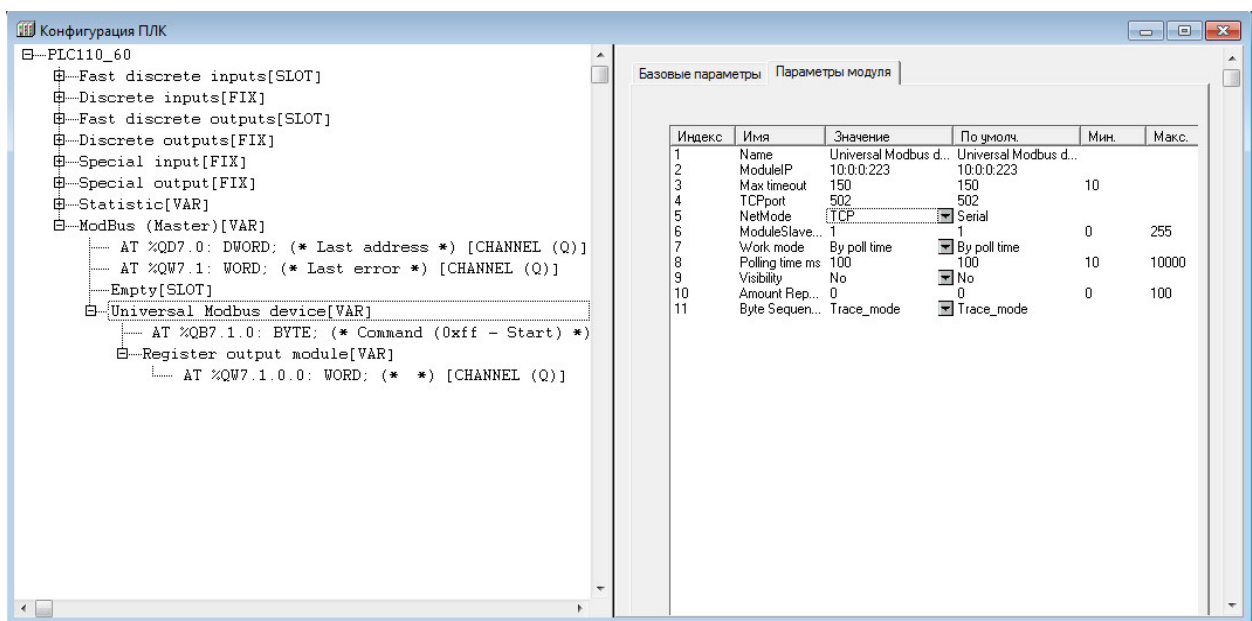 Конфигурация ПЛК
PLC110_60
Fast discrete inputs[SLOT]
Discrete inputs[FIX]
Fast discrete outputs[SLOT]
Discrete outputs[FIX]
Special input[FIX]
Special output[FIX]
Statistic[VAR]
ModBus (Master)[VAR]
AT %QD7.0: DWORD; (* Last address *) [CHANNEL (Q)]
AT %QW7.1: WORD; (* Last error *) [CHANNEL (Q)]
Empty[SLOT]
Universal Modbus device[VAR]
AT %QB7.1.0: BYTE; (* Command (0xff - Start) *)
Register output module[VAR]
AT %QW7.1.0.0: WORD; (* *) [CHANNEL (Q)]
Базовые параметры Параметры модуля
Индекс Имя Значение По умолч. Мин. Макс.
1 Name Universal Modbus d... Universal Modbus d...
2 ModuleIP 10:0:0:223 10:0:0:223
3 Max timeout 150 150 10
4 TCPport 502 502
5 NetMode TCP Serial
6 ModuleSlave... 1 1 0 255
7 Work mode By poll time By poll time
8 Polling time ms 100 100 10 10000
9 Visibility No No
10 Amount Rep... 0 0 0 100
11 Byte Sequen... Trace_mode Trace_mode